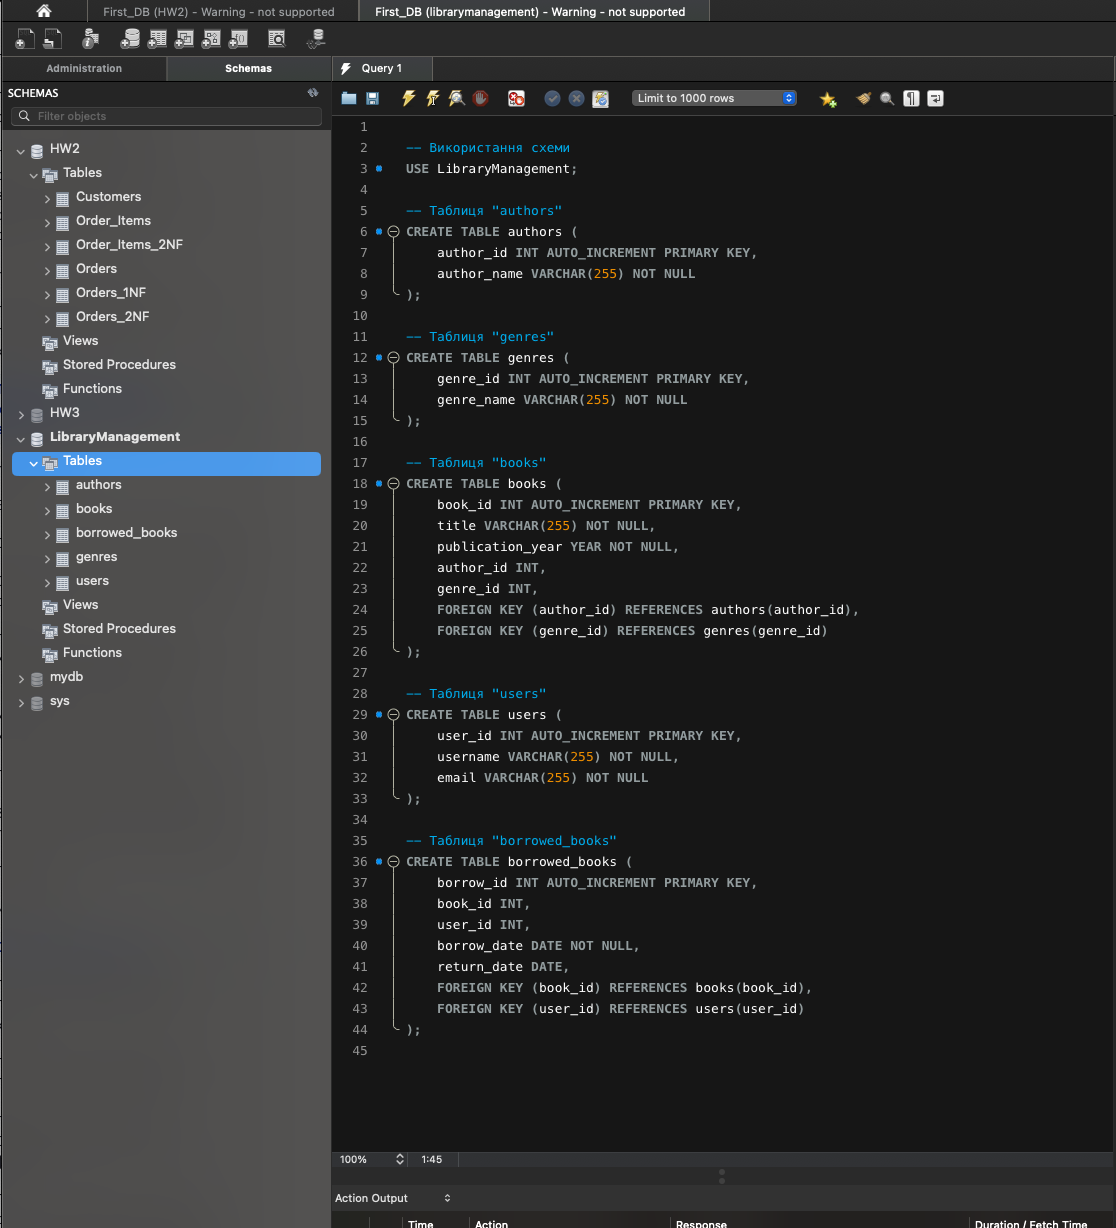 First_DB (HW2) - Warning - not supported
First_DB (librarymanagement) - Warning - not supported
Administration
Schemas
Query 1
SCHEMAS
Filter objects
HW2
Tables
Customers
Order_Items
Order_Items_2NF
Orders
Orders_1NF
Orders_2NF
Views
Stored Procedures
Functions
HW3
LibraryManagement
Tables
authors
books
borrowed_books
genres
users
Views
Stored Procedures
Functions
mydb
sys
Limit to 1000 rows
1
2 -- Використання схеми
3 USE LibraryManagement;
4
5 -- Таблиця "authors"
6 CREATE TABLE authors (
7 author_id INT AUTO_INCREMENT PRIMARY KEY,
8 author_name VARCHAR(255) NOT NULL
9 );
10
11 -- Таблиця "genres"
12 CREATE TABLE genres (
13 genre_id INT AUTO_INCREMENT PRIMARY KEY,
14 genre_name VARCHAR(255) NOT NULL
15 );
16
17 -- Таблиця "books"
18 CREATE TABLE books (
19 book_id INT AUTO_INCREMENT PRIMARY KEY,
20 title VARCHAR(255) NOT NULL,
21 publication_year YEAR NOT NULL,
22 author_id INT,
23 genre_id INT,
24 FOREIGN KEY (author_id) REFERENCES authors(author_id),
25 FOREIGN KEY (genre_id) REFERENCES genres(genre_id)
26 );
27
28 -- Таблиця "users"
29 CREATE TABLE users (
30 user_id INT AUTO_INCREMENT PRIMARY KEY,
31 username VARCHAR(255) NOT NULL,
32 email VARCHAR(255) NOT NULL
33 );
34
35 -- Таблиця "borrowed_books"
36 CREATE TABLE borrowed_books (
37 borrow_id INT AUTO_INCREMENT PRIMARY KEY,
38 book_id INT,
39 user_id INT,
40 borrow_date DATE NOT NULL,
41 return_date DATE,
42 FOREIGN KEY (book_id) REFERENCES books(book_id),
43 FOREIGN KEY (user_id) REFERENCES users(user_id)
44 );
45
100% 1:45
Action Output
Time Action Response Duration / Fetch Time